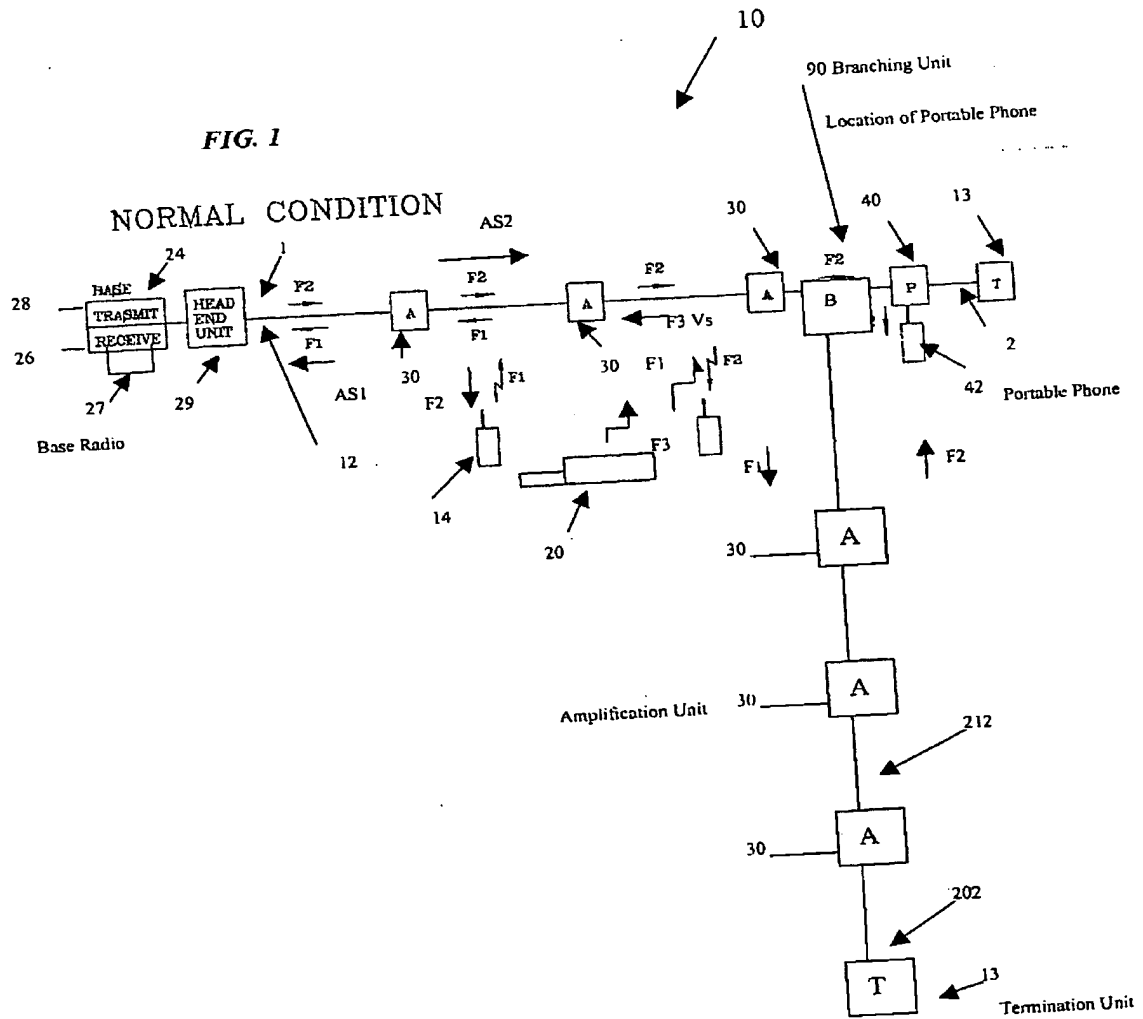 10
90 Branching Unit
Location of Portable Phone
FIG. 1
NORMAL CONDITION
AS2
30
40
13
24
1
28
BASE
TRASMIT
RECEIVE
HEAD
END
UNIT
F2
F2
F2
F2
A
A
A
B
P
T
F1
F1
F3 Vs
26
27
29
AS1
30
30
F2
F1
F1
F2
2
42
Portable Phone
Base Radio
12
14
F3
20
F1
F2
30
A
Amplification Unit
30
A
212
30
A
202
T
13
Termination Unit